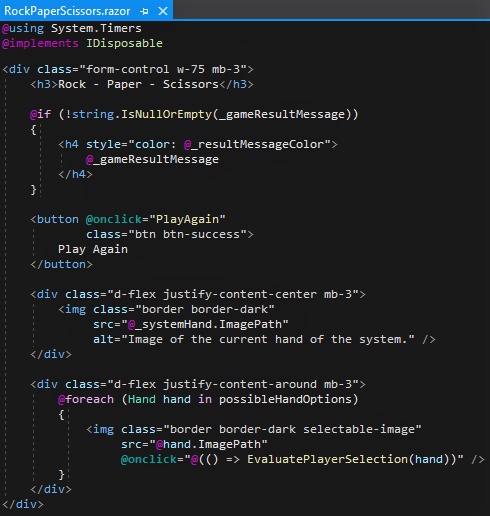 RockPaperScissors.razor
@using System.Timers
@implements IDisposable
<div class="form-control w-75 mb-3">
<h3>Rock - Paper - Scissors</h3>
@if (!string.IsNullOrEmpty(_gameResultMessage))
{
<h4 style="color: @_resultMessageColor">
@_gameResultMessage
</h4>
}
<button @onclick="PlayAgain"
class="btn btn-success">
Play Again
</button>
<div class="d-flex justify-content-center mb-3">
<img class="border border-dark"
src="@_systemHand.ImagePath"
alt="Image of the current hand of the system." />
</div>
<div class="d-flex justify-content-around mb-3">
@foreach (Hand hand in possibleHandOptions)
{
<img class="border border-dark selectable-image"
src="@hand.ImagePath"
@onclick="@(() => EvaluatePlayerSelection(hand))" />
}
</div>
</div>